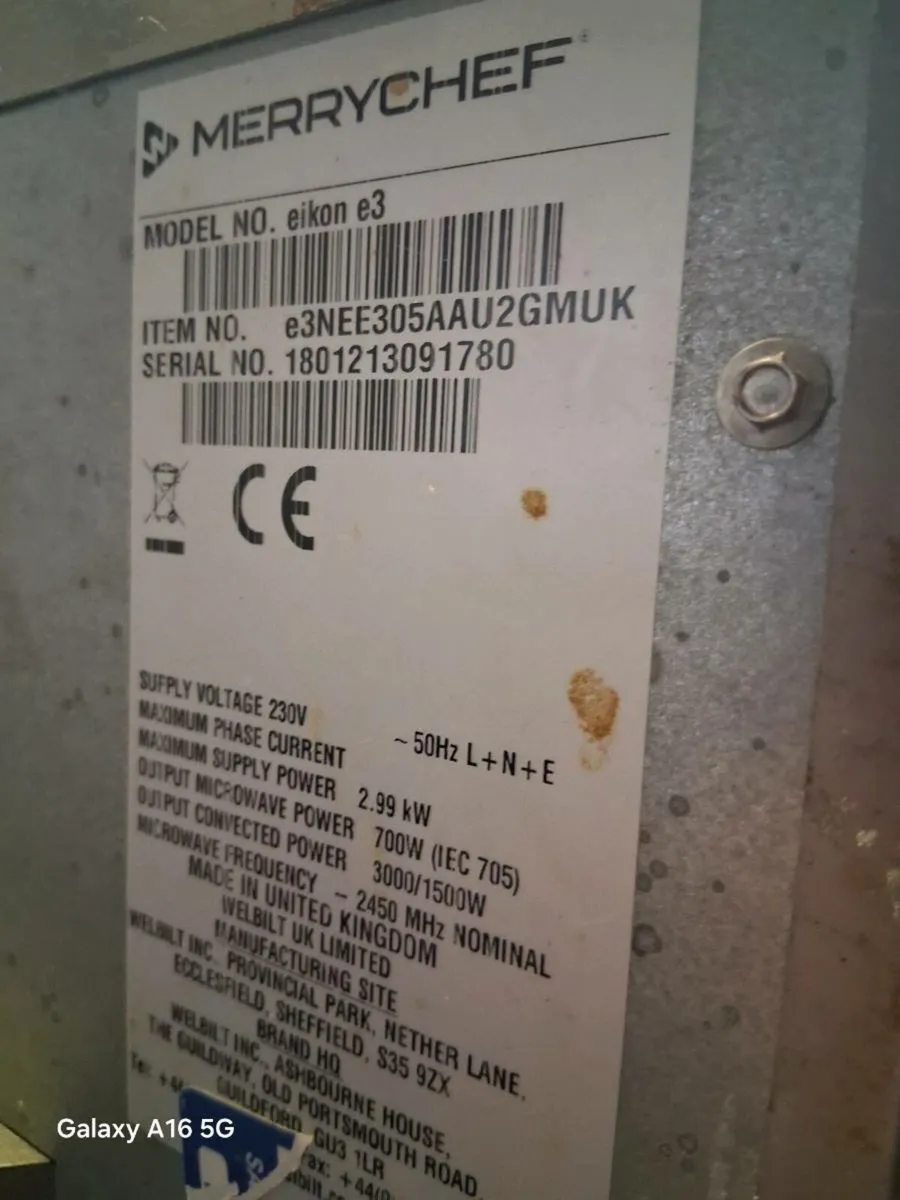 MERRYCHEF
MODEL NO. eikon e3
ITEM NO. e3NEE305AAU2GMUK
SERIAL NO. 1801213091780
CE
SUPPLY VOLTAGE 230V ~ 50Hz L+N+E
MAXIMUM PHASE CURRENT
MAXIMUM SUPPLY POWER 2.99 kW
OUTPUT MICROWAVE POWER 700W (IEC 705)
OUTPUT CONVECTED POWER 3000/1500W
MICROWAVE FREQUENCY – 2450 MHz NOMINAL
MADE IN UNITED KINGDOM
WELBILT UK LIMITED
MANUFACTURING SITE
WELBILT INC., PROVINCIAL PARK, NETHER LANE,
ECCLESFIELD, SHEFFIELD, S35 9ZX
BRAND HQ
WELBILT INC., ASHBOURNE HOUSE,
THE GUILDWAY, OLD PORTSMOUTH ROAD,
GUILDFORD, GU3 1LR
Galaxy A16 5G